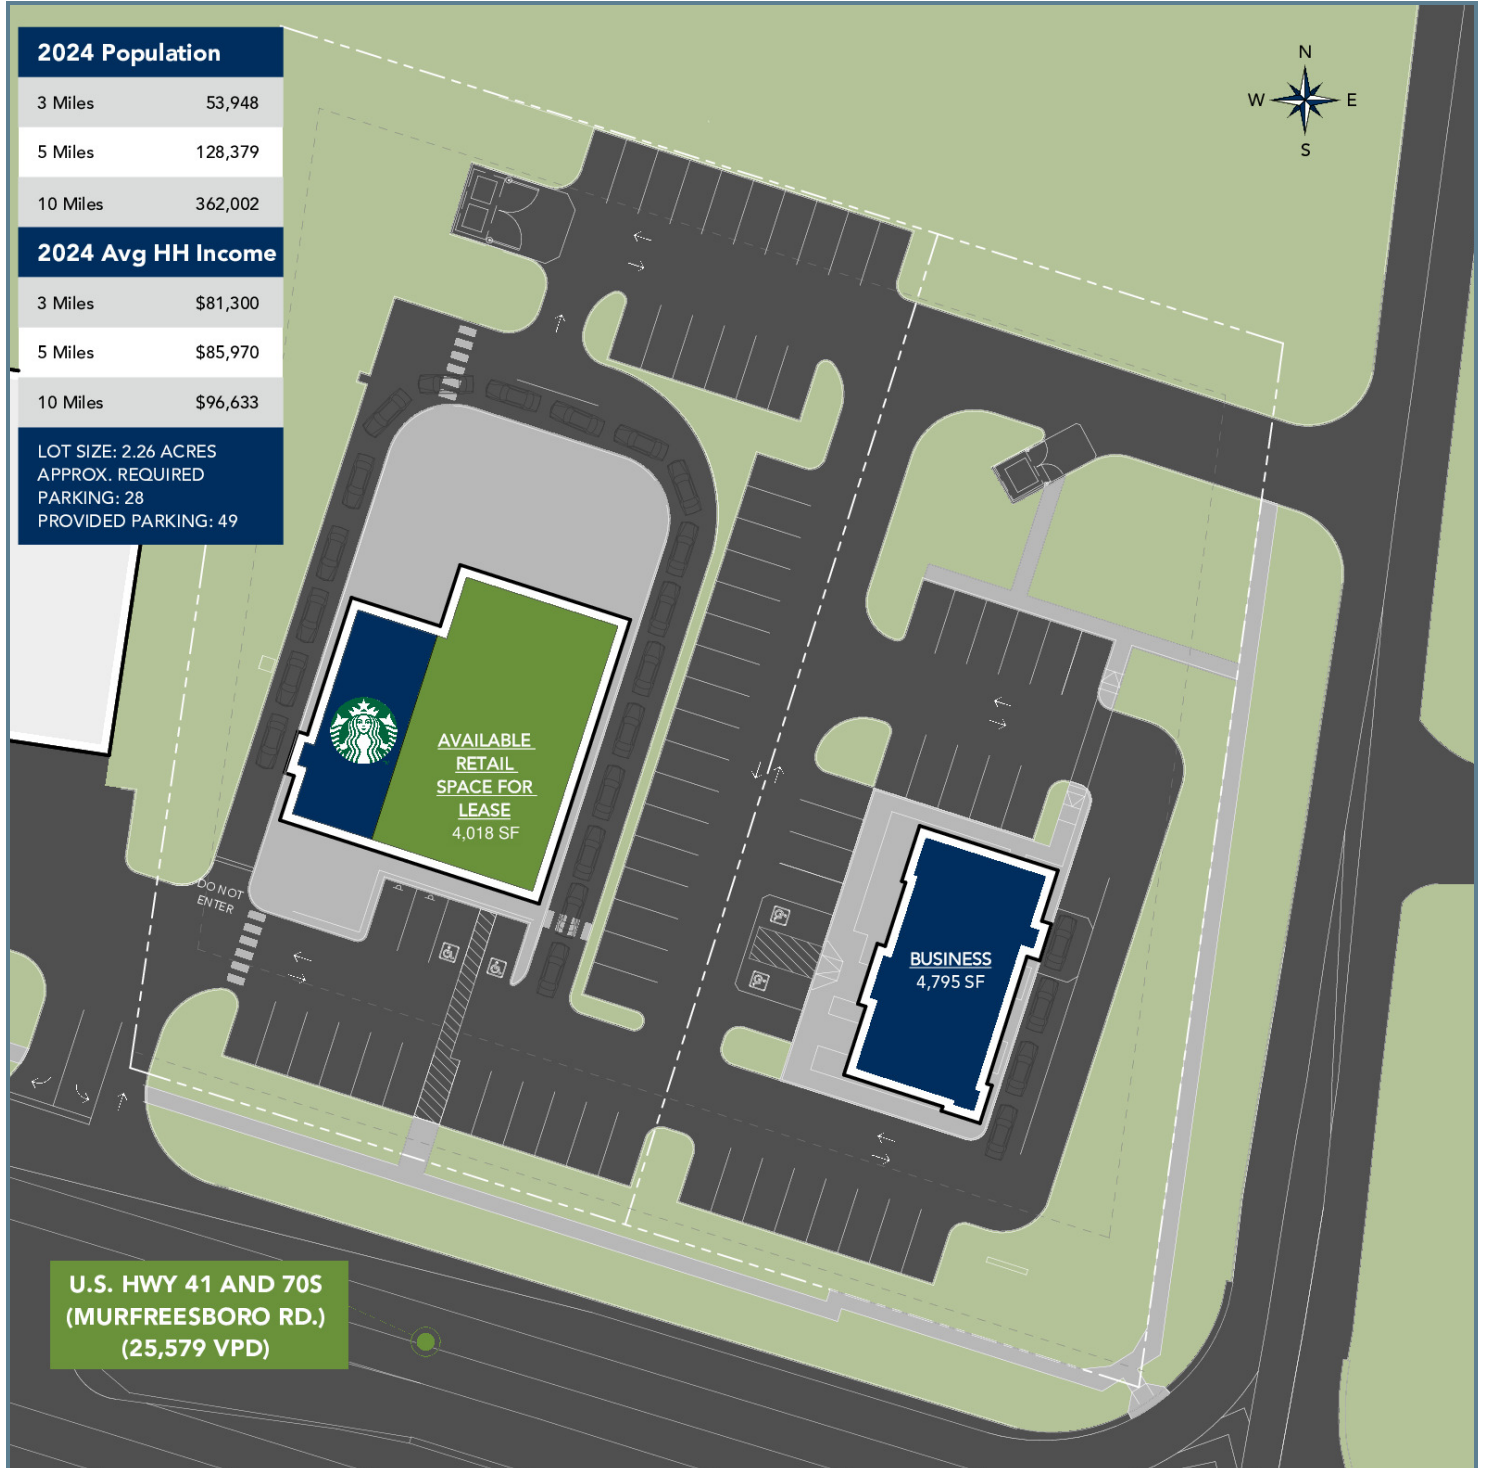 2024 Population
3 Miles 53,948
5 Miles 128,379
10 Miles 362,002
2024 Avg HH Income
3 Miles $81,300
5 Miles $85,970
10 Miles $96,633
LOT SIZE: 2.26 ACRES
APPROX. REQUIRED
PARKING: 28
PROVIDED PARKING: 49
N
W E
S
AVAILABLE
RETAIL
SPACE FOR
LEASE
4,018 SF
DO NOT
ENTER
BUSINESS
4,795 SF
U.S. HWY 41 AND 70S
(MURFREESBORO RD.)
(25,579 VPD)